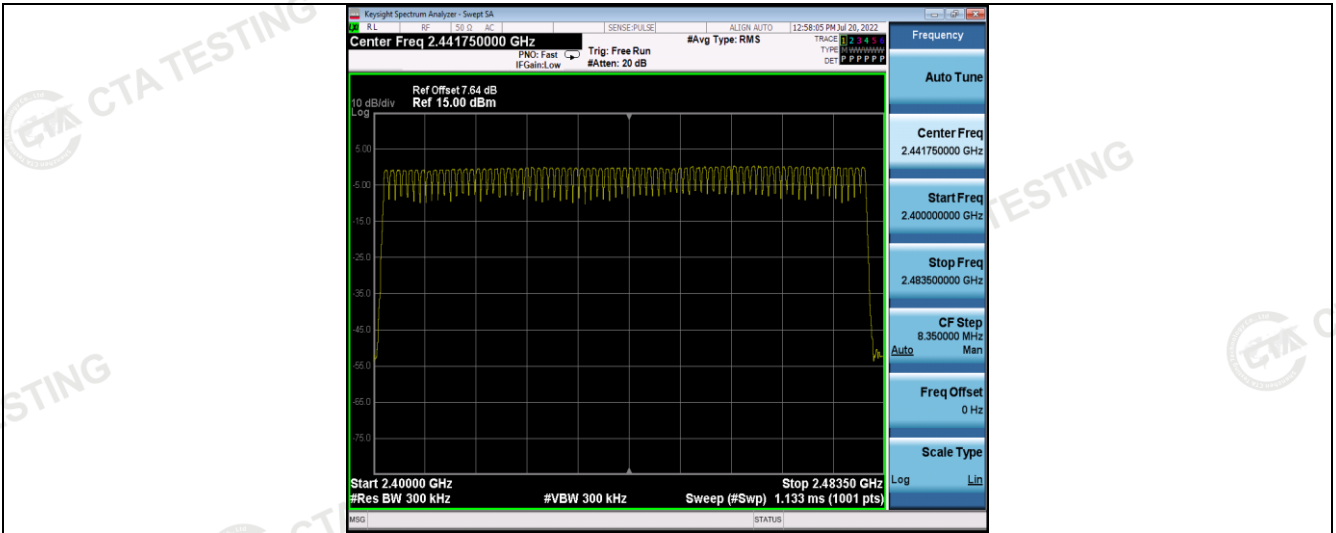 CTA TESTING
Keysight Spectrum Analyzer - Swept SA
RL RF 50 Ω AC SENSE:PULSE ALIGN AUTO 12:58:05 PM Jul 20, 2022
Center Freq 2.441750000 GHz
PNO: Fast
IFGain:Low
Trig: Free Run
#Atten: 20 dB
#Avg Type: RMS
TRACE 1 2 3 4 5 6
TYPE M WWWWW
DET P P P P P P
Ref Offset 7.64 dB
10 dB/div Ref 15.00 dBm
Log
5.00
-5.00
-15.0
-25.0
-35.0
-45.0
-55.0
-65.0
-75.0
Start 2.40000 GHz Stop 2.48350 GHz
#Res BW 300 kHz #VBW 300 kHz Sweep (#Swp) 1.133 ms (1001 pts)
MSG STATUS
Frequency
Auto Tune
Center Freq
2.441750000 GHz
Start Freq
2.400000000 GHz
Stop Freq
2.483500000 GHz
CF Step
8.350000 MHz
Auto Man
Freq Offset
0 Hz
Scale Type
Log Lin
TESTING
STING
CT
C
CTA